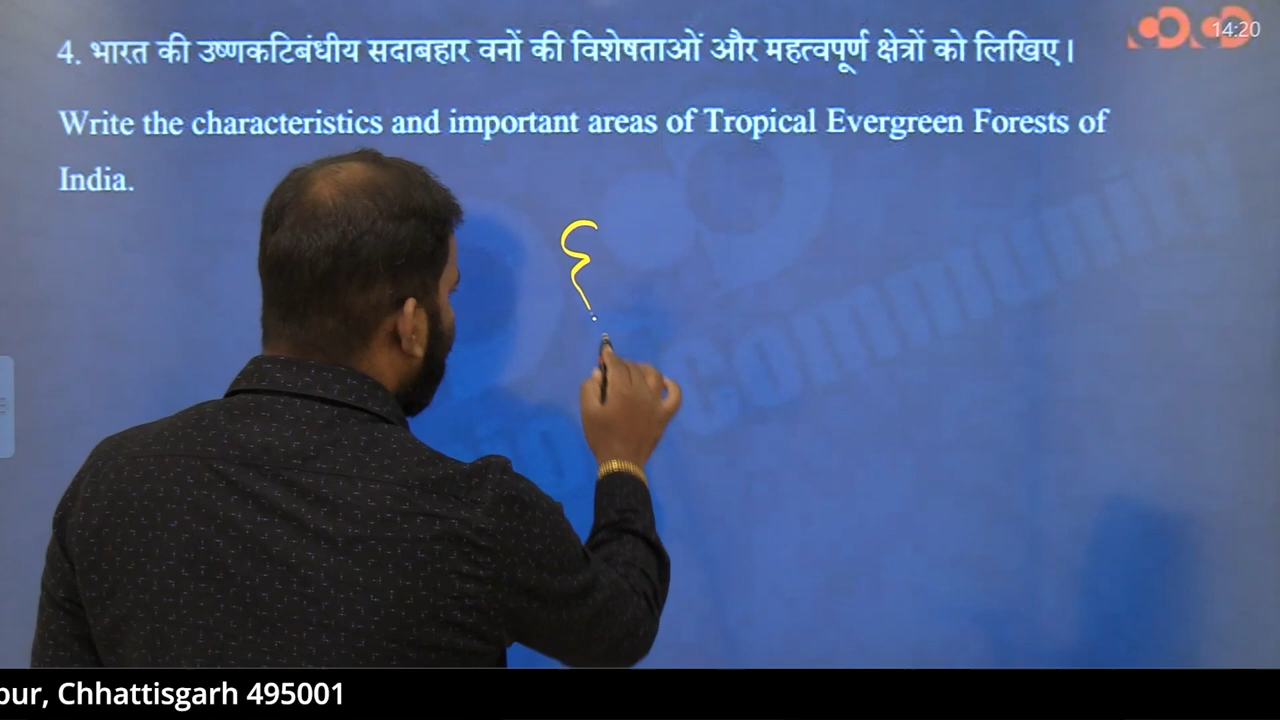 14:20
4. भारत की उष्णकटिबंधीय सदाबहार वनों की विशेषताओं और महत्वपूर्ण क्षेत्रों को लिखिए।
Write the characteristics and important areas of Tropical Evergreen Forests of
India.
community
pur, Chhattisgarh 495001